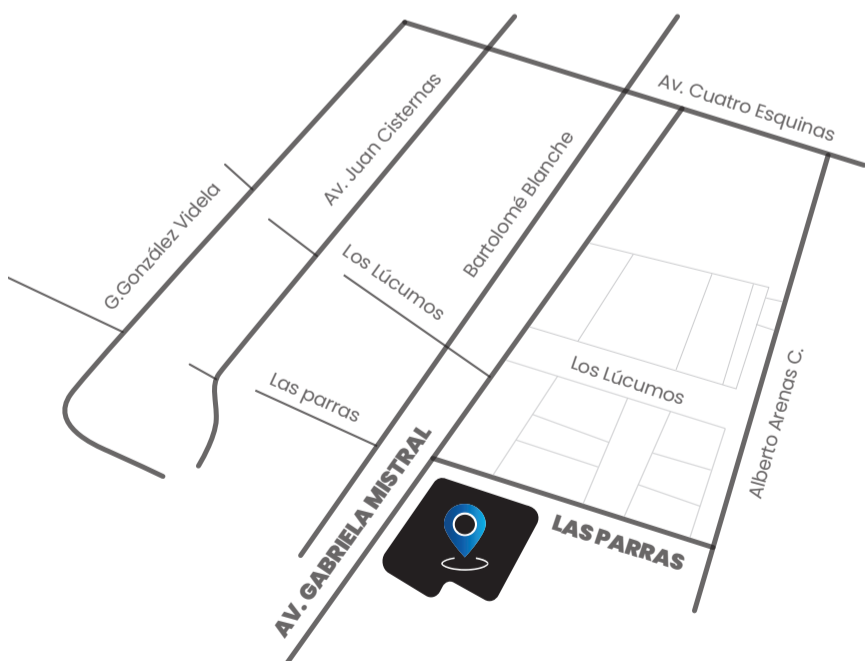 Av. Cuatro Esquinas
Av. Juan Cisternas
Bartolomé Blanche
G.González Videla
Los Lúcumos
Los Lúcumos
Las parras
Alberto Arenas C.
AV. GABRIELA MISTRAL
LAS PARRAS